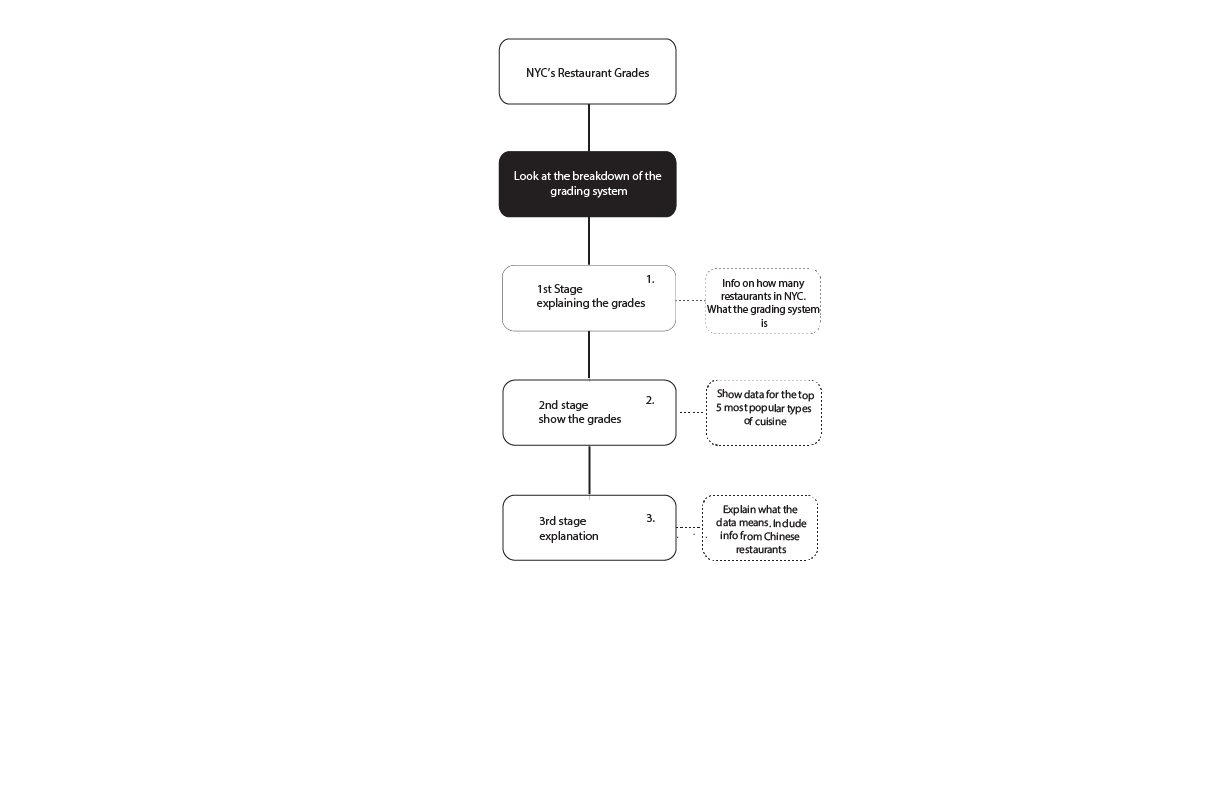 NYC's Restaurant Grades
Look at the breakdown of the
grading system
1.
1st Stage
explaining the grades
Info on how many
restaurants in NYC.
What the grading system
is
2.
2nd stage
show the grades
Show data for the top
5 most popular types
of cuisine
3.
3rd stage
explanation
Explain what the
data means. Include
info from Chinese
restaurants